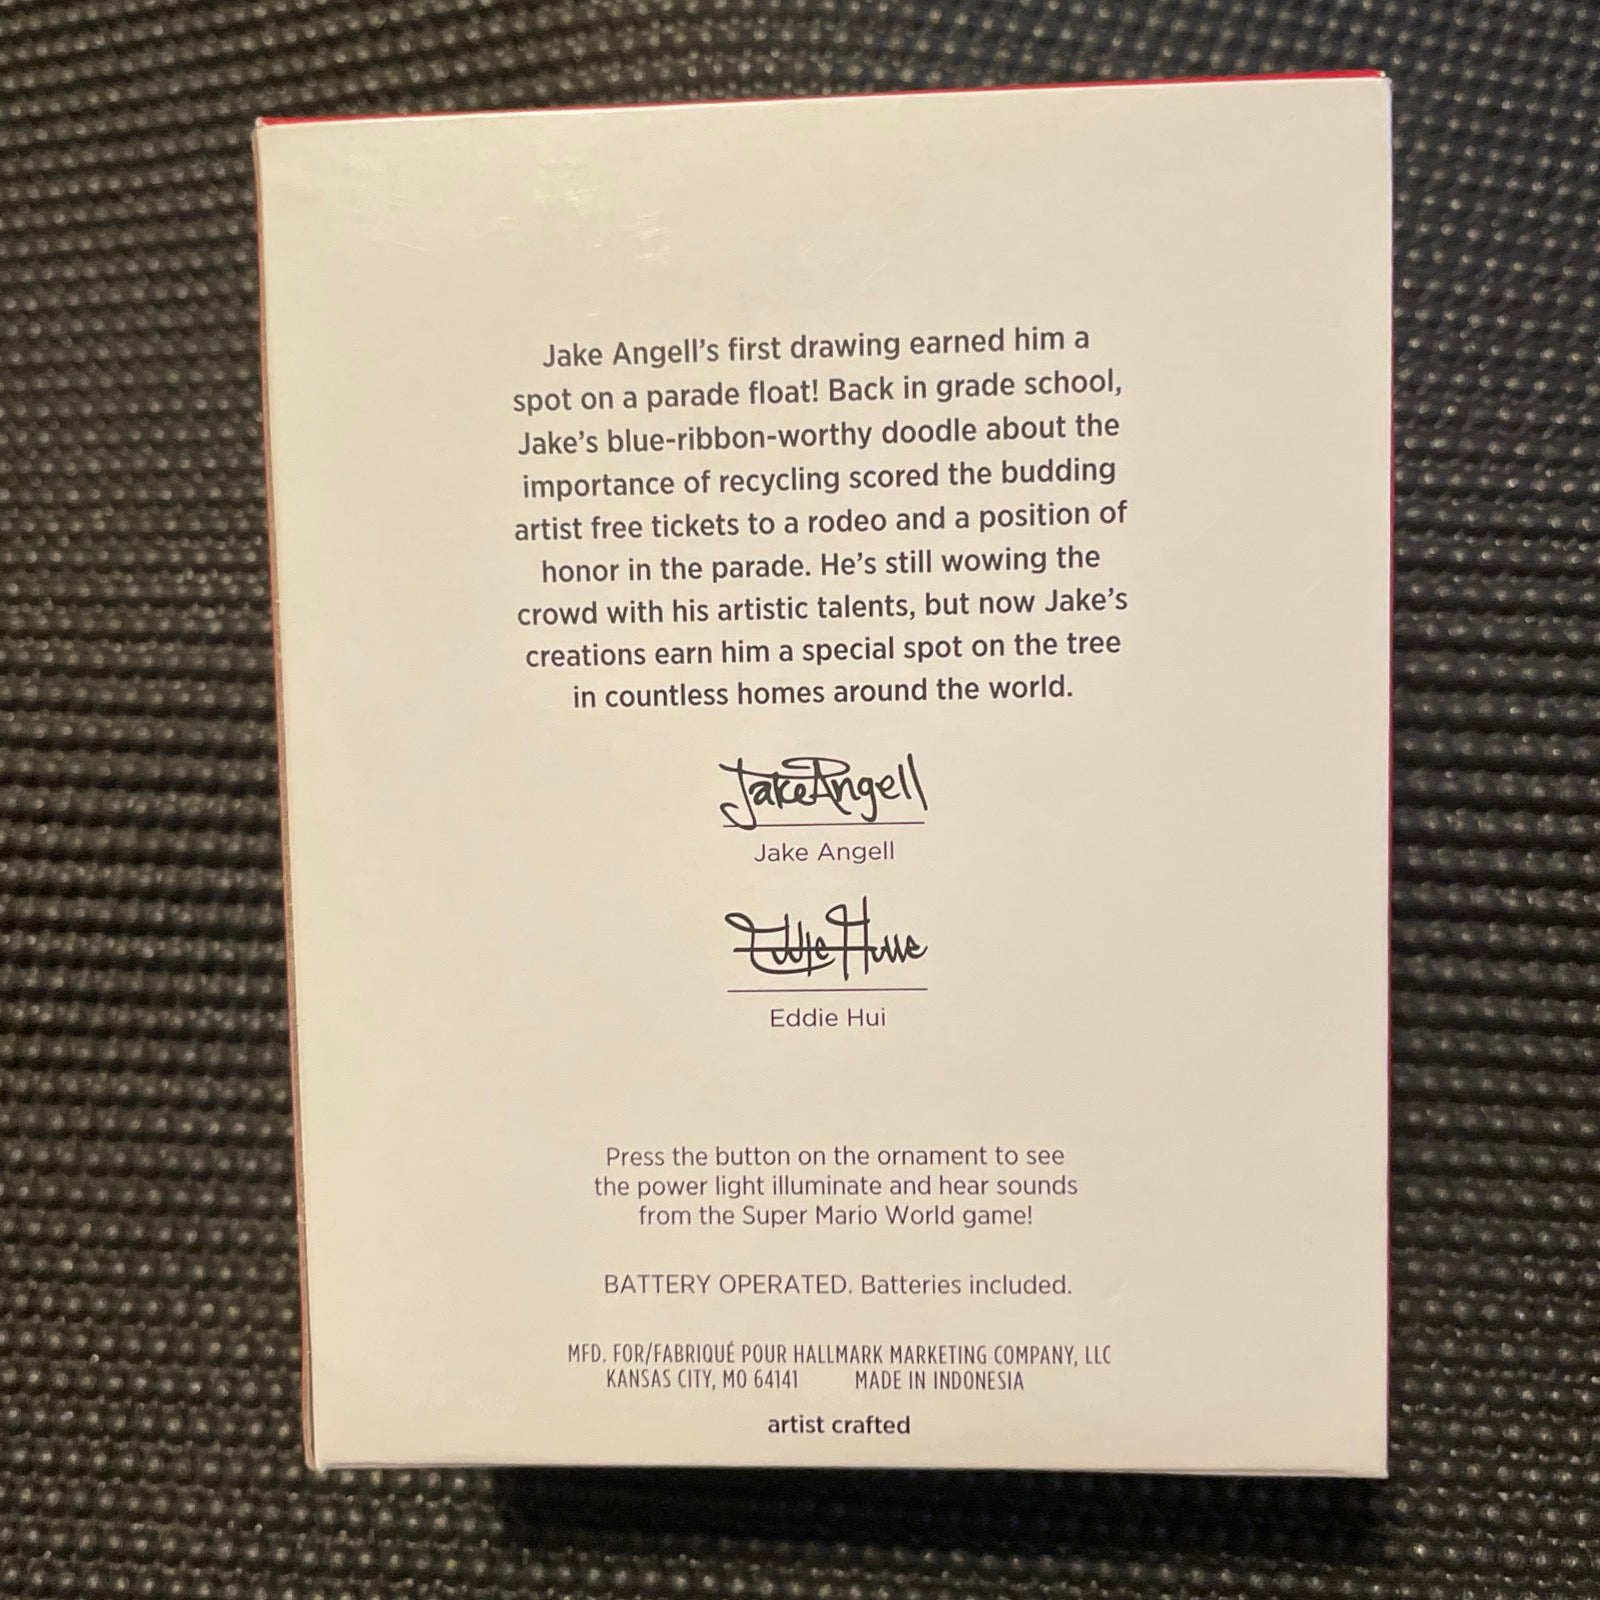 Jake Angell's first drawing earned him a
spot on a parade float! Back in grade school,
Jake's blue-ribbon-worthy doodle about the
importance of recycling scored the budding
artist free tickets to a rodeo and a position of
honor in the parade. He's still wowing the
crowd with his artistic talents, but now Jake's
creations earn him a special spot on the tree
in countless homes around the world.
Jake Angell
Jake Angell
Eddie Hui
Press the button on the ornament to see
the power light illuminate and hear sounds
from the Super Mario World game!
BATTERY OPERATED. Batteries included.
MFD. FOR/FABRIQUÉ POUR HALLMARK MARKETING COMPANY, LLC
KANSAS CITY, MO 64141 MADE IN INDONESIA
artist crafted